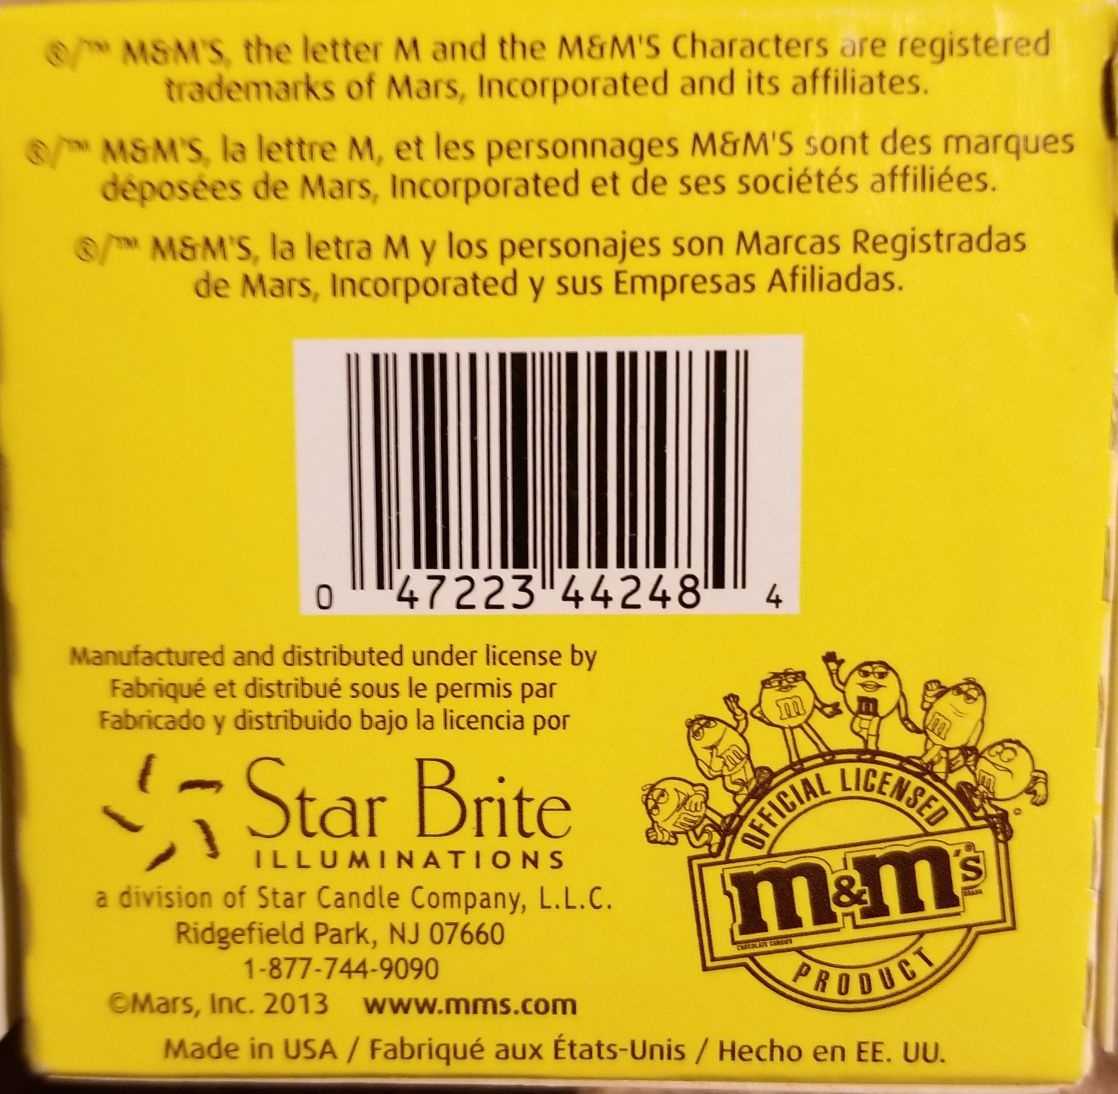 ®/™ M&M'S, the letter M and the M&M'S Characters are registered
trademarks of Mars, Incorporated and its affiliates.
®/™ M&M'S, la lettre M, et les personnages M&M'S sont des marques
déposées de Mars, Incorporated et de ses sociétés affiliées.
®/™ M&M'S, la letra M y los personajes son Marcas Registradas
de Mars, Incorporated y sus Empresas Afiliadas.
0 47223 44248 4
Manufactured and distributed under license by
Fabriqué et distribué sous le permis par
Fabricado y distribuido bajo la licencia por
Star Brite
ILLUMINATIONS
a division of Star Candle Company, L.L.C.
Ridgefield Park, NJ 07660
1-877-744-9090
©Mars, Inc. 2013 www.mms.com
m m m m m
OFFICIAL LICENSED
m&m's®
BRAND
CHOCOLATE CANDIES
PRODUCT
Made in USA / Fabriqué aux États-Unis / Hecho en EE. UU.